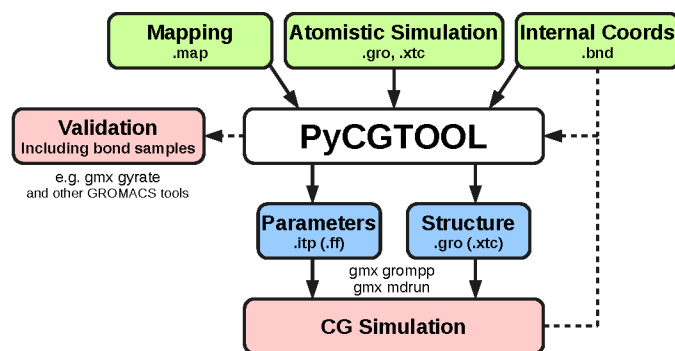 Mapping
.map
Atomistic Simulation
.gro, .xtc
Internal Coords
.bnd
Validation
Including bond samples
PyCGTOOL
e.g. gmx gyrate
and other GROMACS tools
Parameters
.itp (.ff)
Structure
.gro (.xtc)
gmx grompp
gmx mdrun
CG Simulation